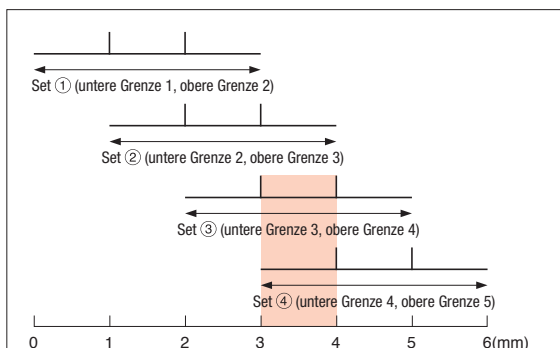 Set ① (untere Grenze 1, obere Grenze 2)
Set ② (untere Grenze 2, obere Grenze 3)
Set ③ (untere Grenze 3, obere Grenze 4)
Set ④ (untere Grenze 4, obere Grenze 5)
0 1 2 3 4 5 6(mm)